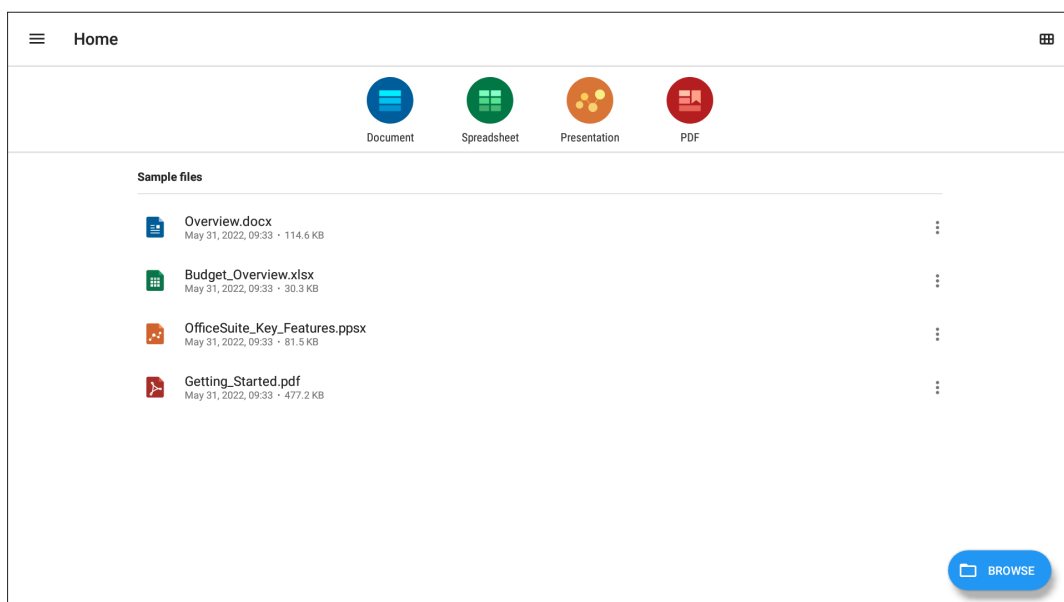 Home
Document
Spreadsheet
Presentation
PDF
Sample files
Overview.docx
May 31, 2022, 09:33 • 114.6 KB
Budget_Overview.xlsx
May 31, 2022, 09:33 • 30.3 KB
OfficeSuite_Key_Features.ppsx
May 31, 2022, 09:33 • 81.5 KB
Getting_Started.pdf
May 31, 2022, 09:33 • 477.2 KB
BROWSE